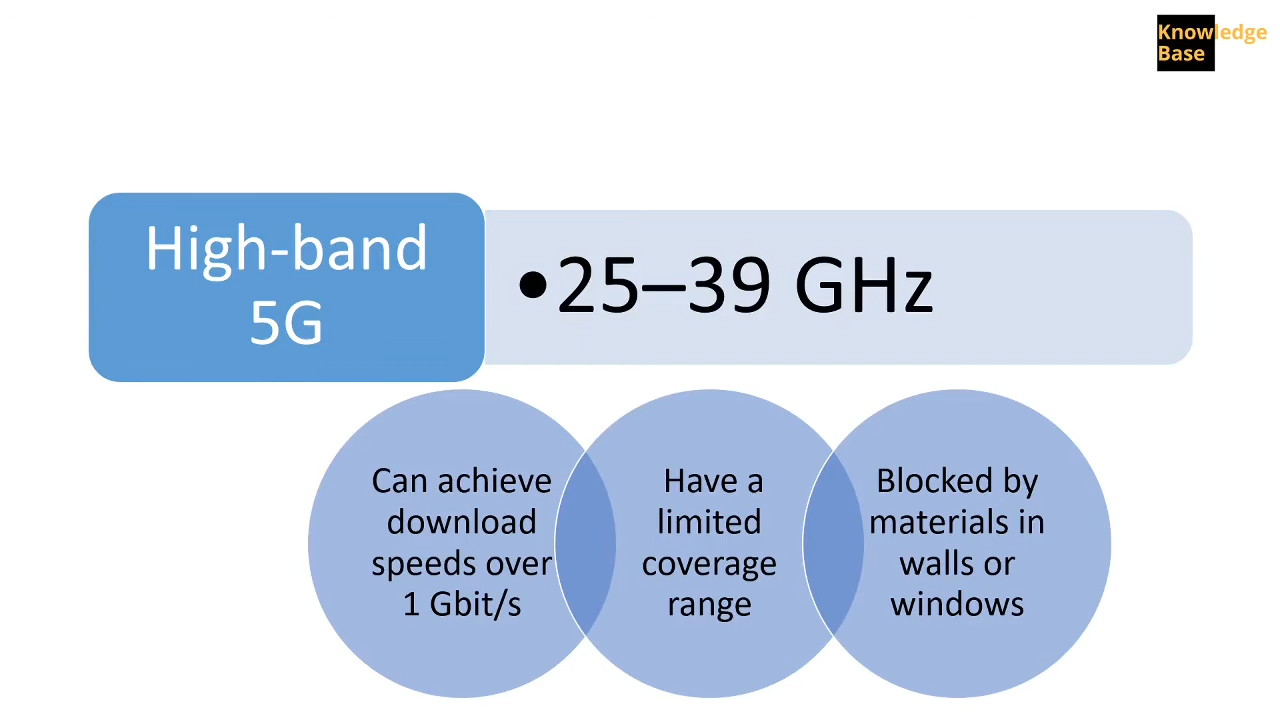 Knowledge
Base
High-band
5G
•25–39 GHz
Can achieve
download
speeds over
1 Gbit/s
Have a
limited
coverage
range
Blocked by
materials in
walls or
windows